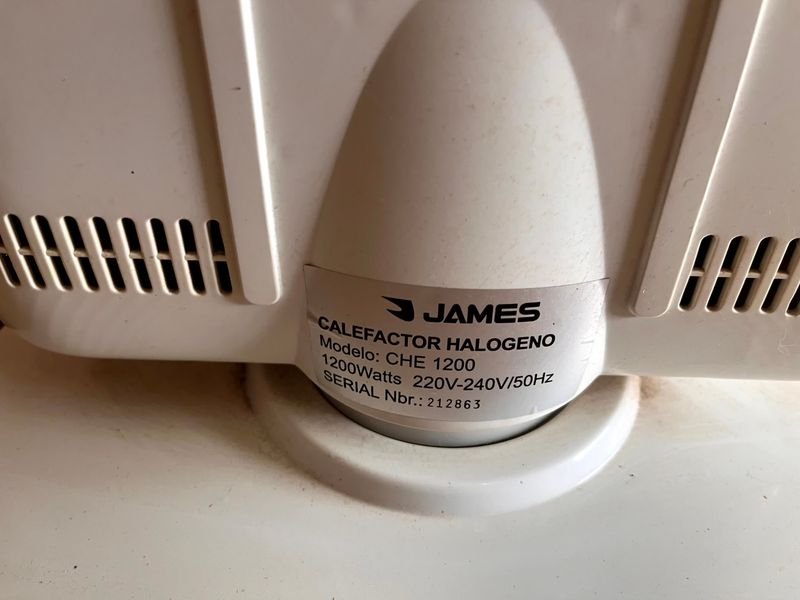 JAMES
CALEFACTOR HALOGENO
Modelo: CHE 1200
1200Watts 220V-240V/50Hz
SERIAL Nbr.: 212863